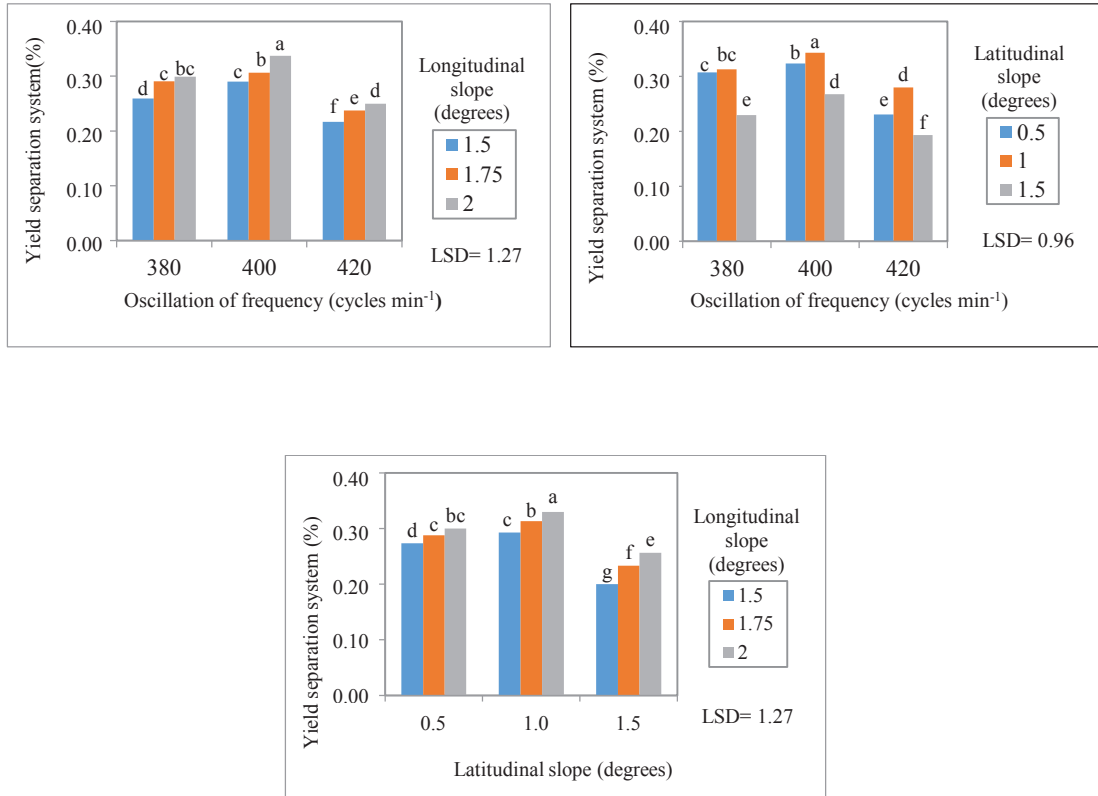 Yield separation system(%)
0.40
0.30
0.20
0.10
0.00
d c bc
c b a
f e d
380 400 420
Oscillation of frequency (cycles min-1)
Longitudinal
slope
(degrees)
1.5
1.75
2
LSD= 1.27
Yield separation system (%)
0.40
0.30
0.20
0.10
0.00
c bc e
b a d
e d f
380 400 420
Oscillation of frequency (cycles min-1)
Latitudinal
slope
(degrees)
0.5
1
1.5
LSD= 0.96
Yield separation system (%)
0.40
0.30
0.20
0.10
0.00
d c bc
c b a
g f e
0.5 1.0 1.5
Latitudinal slope (degrees)
Longitudinal
slope
(degrees)
1.5
1.75
2
LSD= 1.27